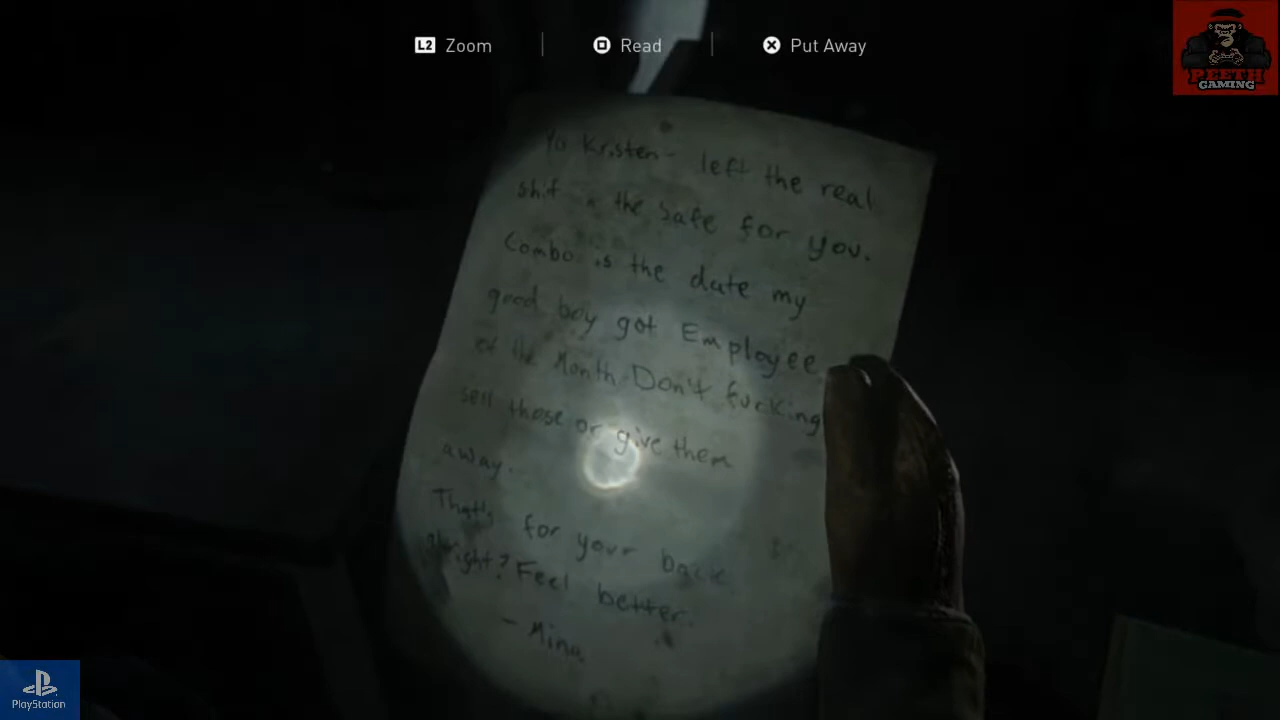 L2 Zoom | Read | Put Away
PEETH
GAMING
Yo Kristen - left the real
shit in the safe for you.
Combo is the date my
good boy got Employee
of the Month. Don't fucking
sell those or give them
away.
That's for your back
alright? Feel better.
- Mina
PlayStation